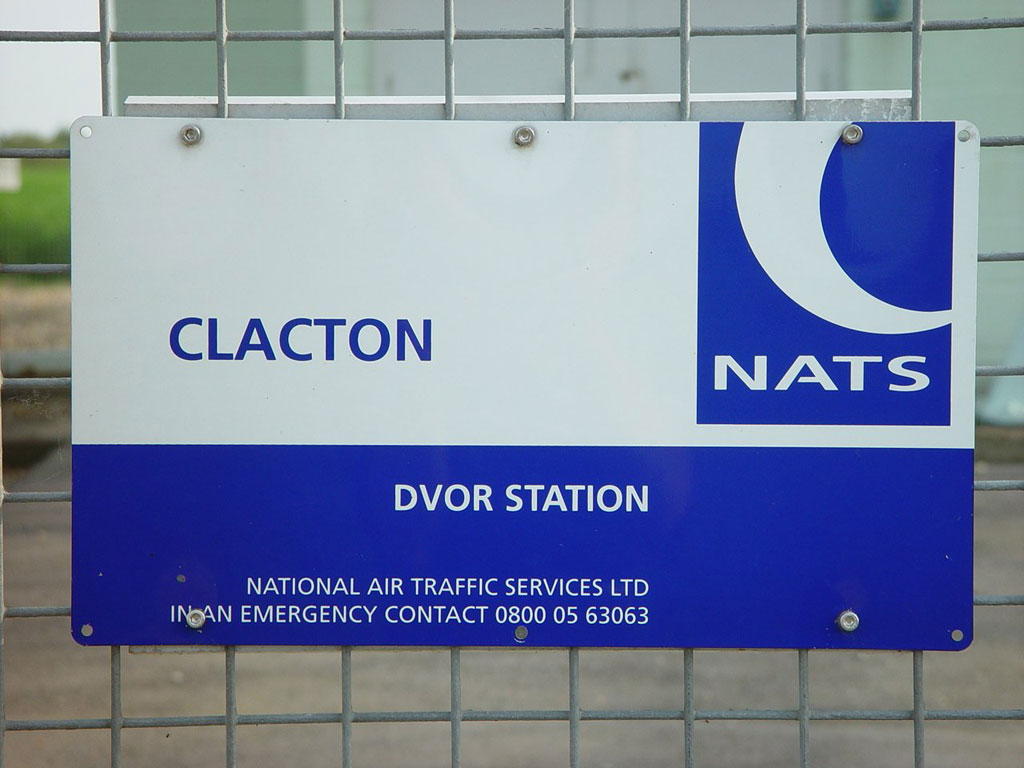 CLACTON
NATS
DVOR STATION
NATIONAL AIR TRAFFIC SERVICES LTD
IN AN EMERGENCY CONTACT 0800 05 63063